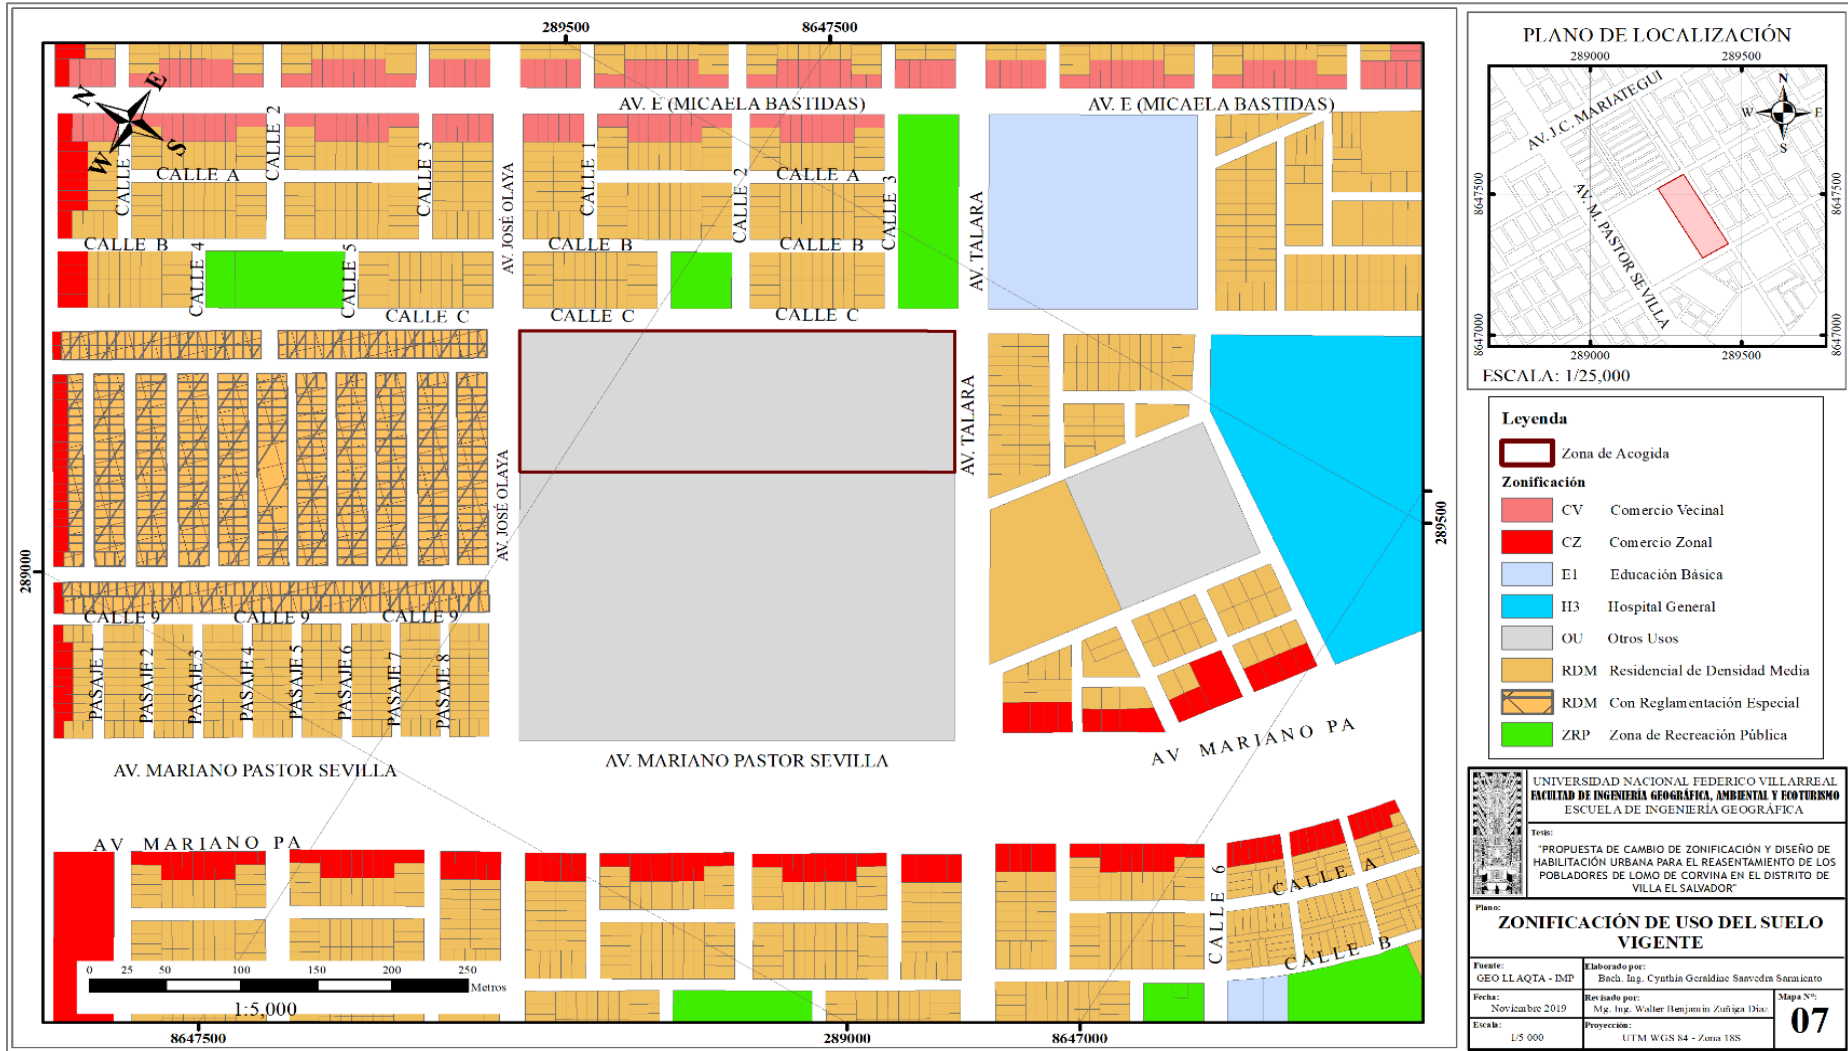 289500
8647500
AV. E (MICAELA BASTIDAS)
AV. E (MICAELA BASTIDAS)
N
E
W
S
CALLE 1
CALLE 2
CALLE 3
CALLE A
AV. JOSÉ OLAYA
CALLE 1
CALLE 2
CALLE A
CALLE 3
AV. TALARA
CALLE B
CALLE 4
CALLE 5
CALLE B
CALLE B
CALLE C
CALLE C
CALLE C
AV. TALARA
AV. JOSÉ OLAYA
289000
289500
CALLE 9
CALLE 9
CALLE 9
PASAJE 1
PASAJE 2
PASAJE 3
PASAJE 4
PASAJE 5
PASAJE 6
PASAJE 7
PASAJE 8
AV. MARIANO PASTOR SEVILLA
AV. MARIANO PASTOR SEVILLA
AV MARIANO PA
AV MARIANO PA
CALLE 6
CALLE A
CALLE B
0 25 50 100 150 200 250
Metros
1:5,000
8647500
289000
8647000
PLANO DE LOCALIZACIÓN
289000
289500
AV. J.C. MARIATEGUI
AV. M. PASTOR SEVILLA
N
W
E
S
8647500
8647500
8647000
8647000
289000
289500
ESCALA: 1/25,000
Leyenda
Zona de Acogida
Zonificación
CV Comercio Vecinal
CZ Comercio Zonal
E1 Educación Básica
H3 Hospital General
OU Otros Usos
RDM Residencial de Densidad Media
RDM Con Reglamentación Especial
ZRP Zona de Recreación Pública
UNIVERSIDAD NACIONAL FEDERICO VILLARREAL
FACULTAD DE INGENIERÍA GEOGRÁFICA, AMBIENTAL Y ECOTURISMO
ESCUELA DE INGENIERÍA GEOGRÁFICA
Tesis:
"PROPUESTA DE CAMBIO DE ZONIFICACIÓN Y DISEÑO DE
HABILITACIÓN URBANA PARA EL REASENTAMIENTO DE LOS
POBLADORES DE LOMO DE CORVINA EN EL DISTRITO DE
VILLA EL SALVADOR"
Plano:
ZONIFICACIÓN DE USO DEL SUELO
VIGENTE
Fuente:
GEO LLAQTA - IMP
Elaborado por:
Bach. Ing. Cynthia Geraldine Saavedra Sarmiento
Fecha:
Noviembre 2019
Revisado por:
Mg. Ing. Walter Benjamin Zuñiga Diaz
Mapa N°:
07
Escala:
1/5 000
Proyección:
UTM WGS 84 - Zona 18S